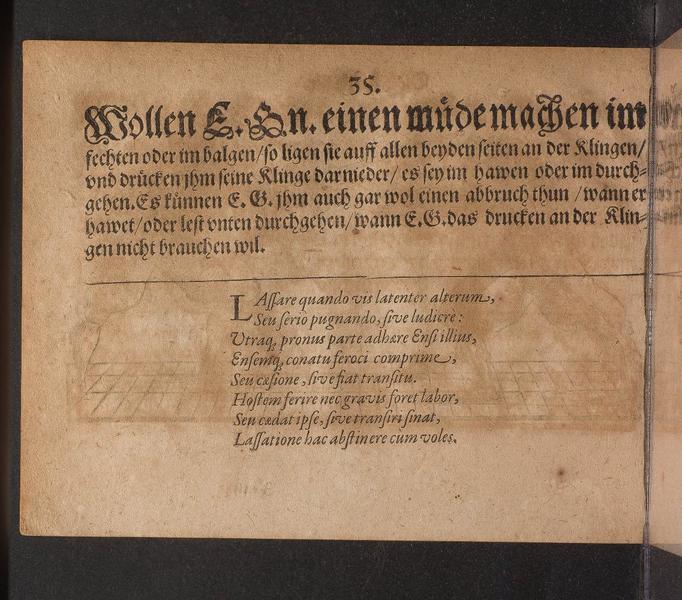 35.
Wollen E. Gn. einen müde machen im
fechten oder im balgen/ so ligen sie auff allen beyden seiten an der Klingen/
vnd drücken jhm seine Klinge darnieder/ es sey im hawen oder im durch-
gehen. Es künnen E. G. jhm auch gar wol einen abbruch thun / wann er
hawet/ oder lest vnten durchgehen/ wann E. G. das drucken an der Klin-
gen nicht brauchen wil.
LAſſare quando vis latenter alterum,
Seu ſerio pugnando, ſive ludicrè:
Utraq; pronus parte adhære Enſi illius,
Enſemq; conatu feroci comprime,
Seu cæſione, ſive fiat tranſitu.
Hoſtem ferire nec gravis foret labor,
Seu cædat ipſe, ſive tranſiri ſinat,
Laſſatione hac abſtinere cum voles.